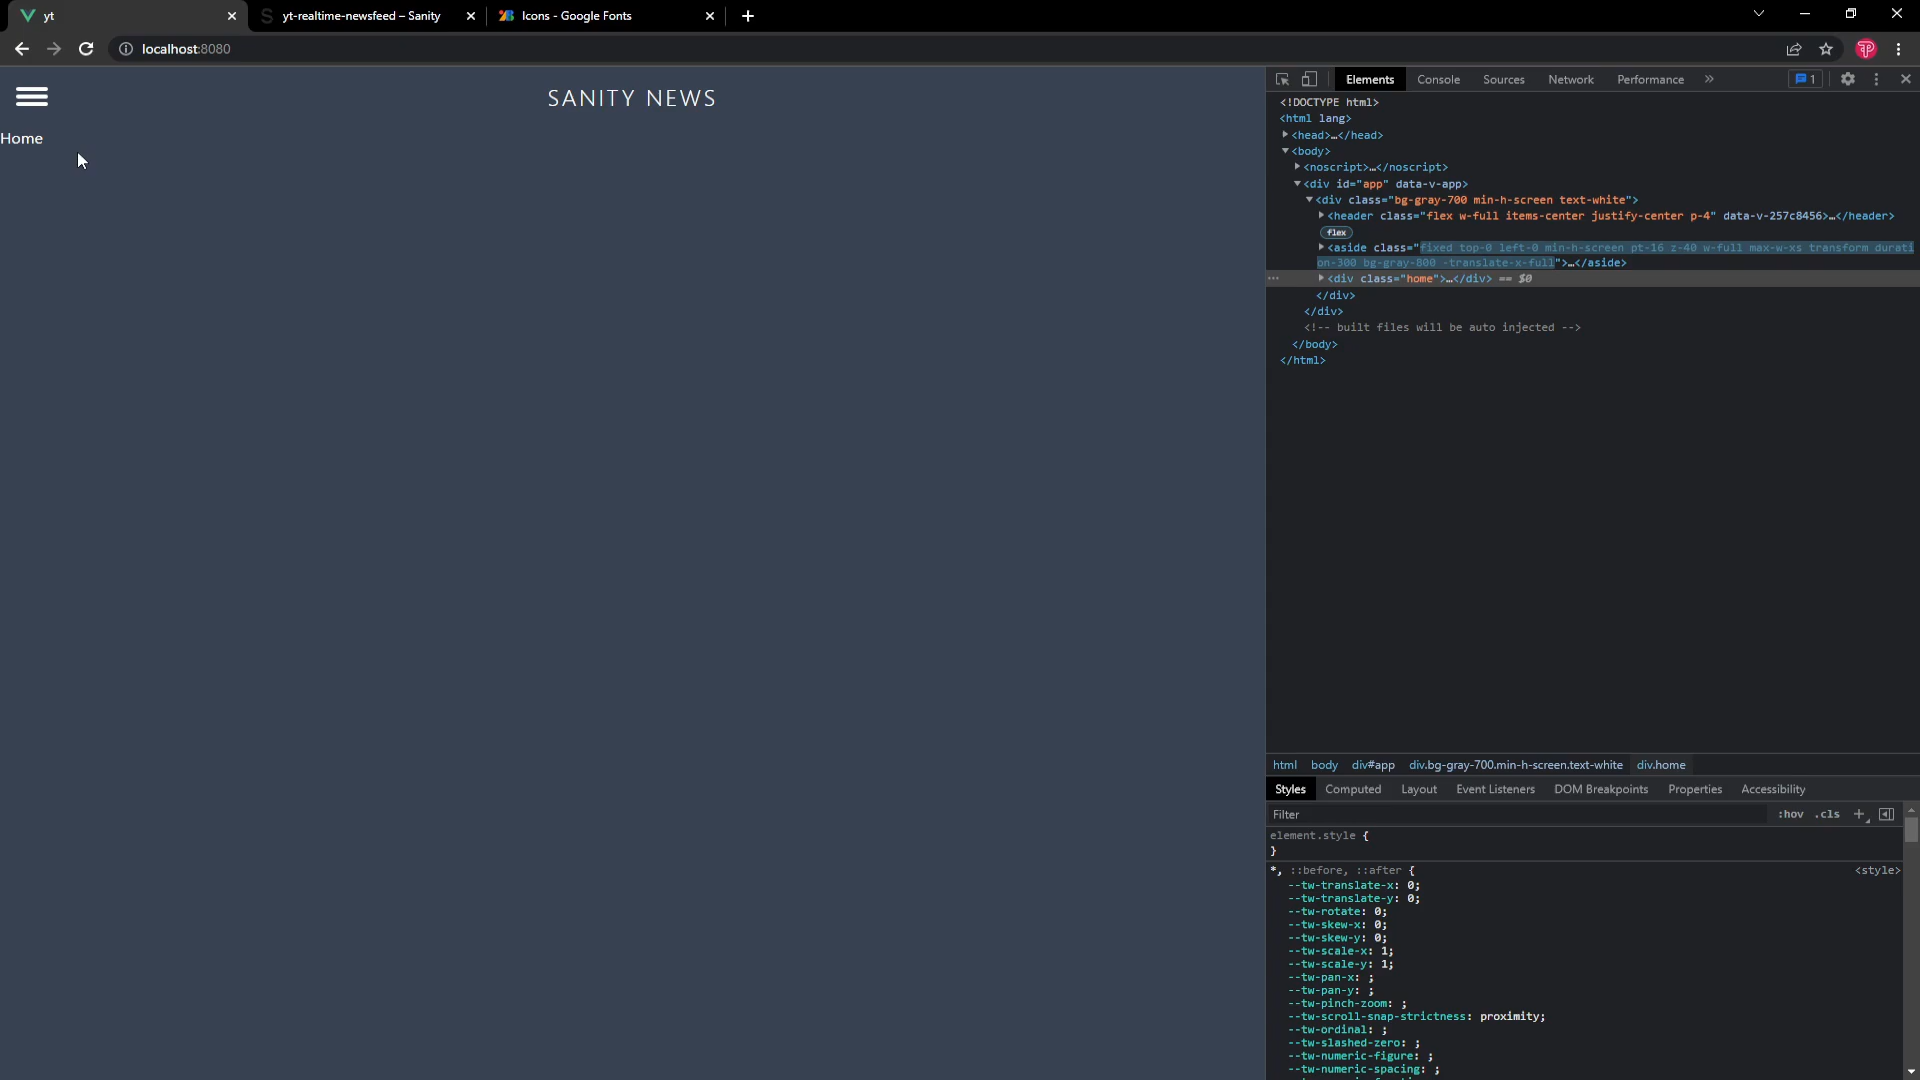 yt
yt-realtime-newsfeed – Sanity
Icons - Google Fonts
localhost:8080
SANITY NEWS
Home
Elements
Console
Sources
Network
Performance
»
1
<!DOCTYPE html>
<html lang>
<head>…</head>
<body>
<noscript>…</noscript>
<div id="app" data-v-app>
<div class="bg-gray-700 min-h-screen text-white">
<header class="flex w-full items-center justify-center p-4" data-v-257c8456>…</header>
flex
<aside class="fixed top-0 left-0 min-h-screen pt-16 z-40 w-full max-w-xs transform durati
on-300 bg-gray-800 -translate-x-full">…</aside>
<div class="home">…</div> == $0
</div>
</div>
<!-- built files will be auto injected -->
</body>
</html>
html
body
div#app
div.bg-gray-700.min-h-screen.text-white
div.home
Styles
Computed
Layout
Event Listeners
DOM Breakpoints
Properties
Accessibility
Filter
:hov
.cls
element.style {
}
*, ::before, ::after {
<style>
--tw-translate-x: 0;
--tw-translate-y: 0;
--tw-rotate: 0;
--tw-skew-x: 0;
--tw-skew-y: 0;
--tw-scale-x: 1;
--tw-scale-y: 1;
--tw-pan-x: ;
--tw-pan-y: ;
--tw-pinch-zoom: ;
--tw-scroll-snap-strictness: proximity;
--tw-ordinal: ;
--tw-slashed-zero: ;
--tw-numeric-figure: ;
--tw-numeric-spacing: ;